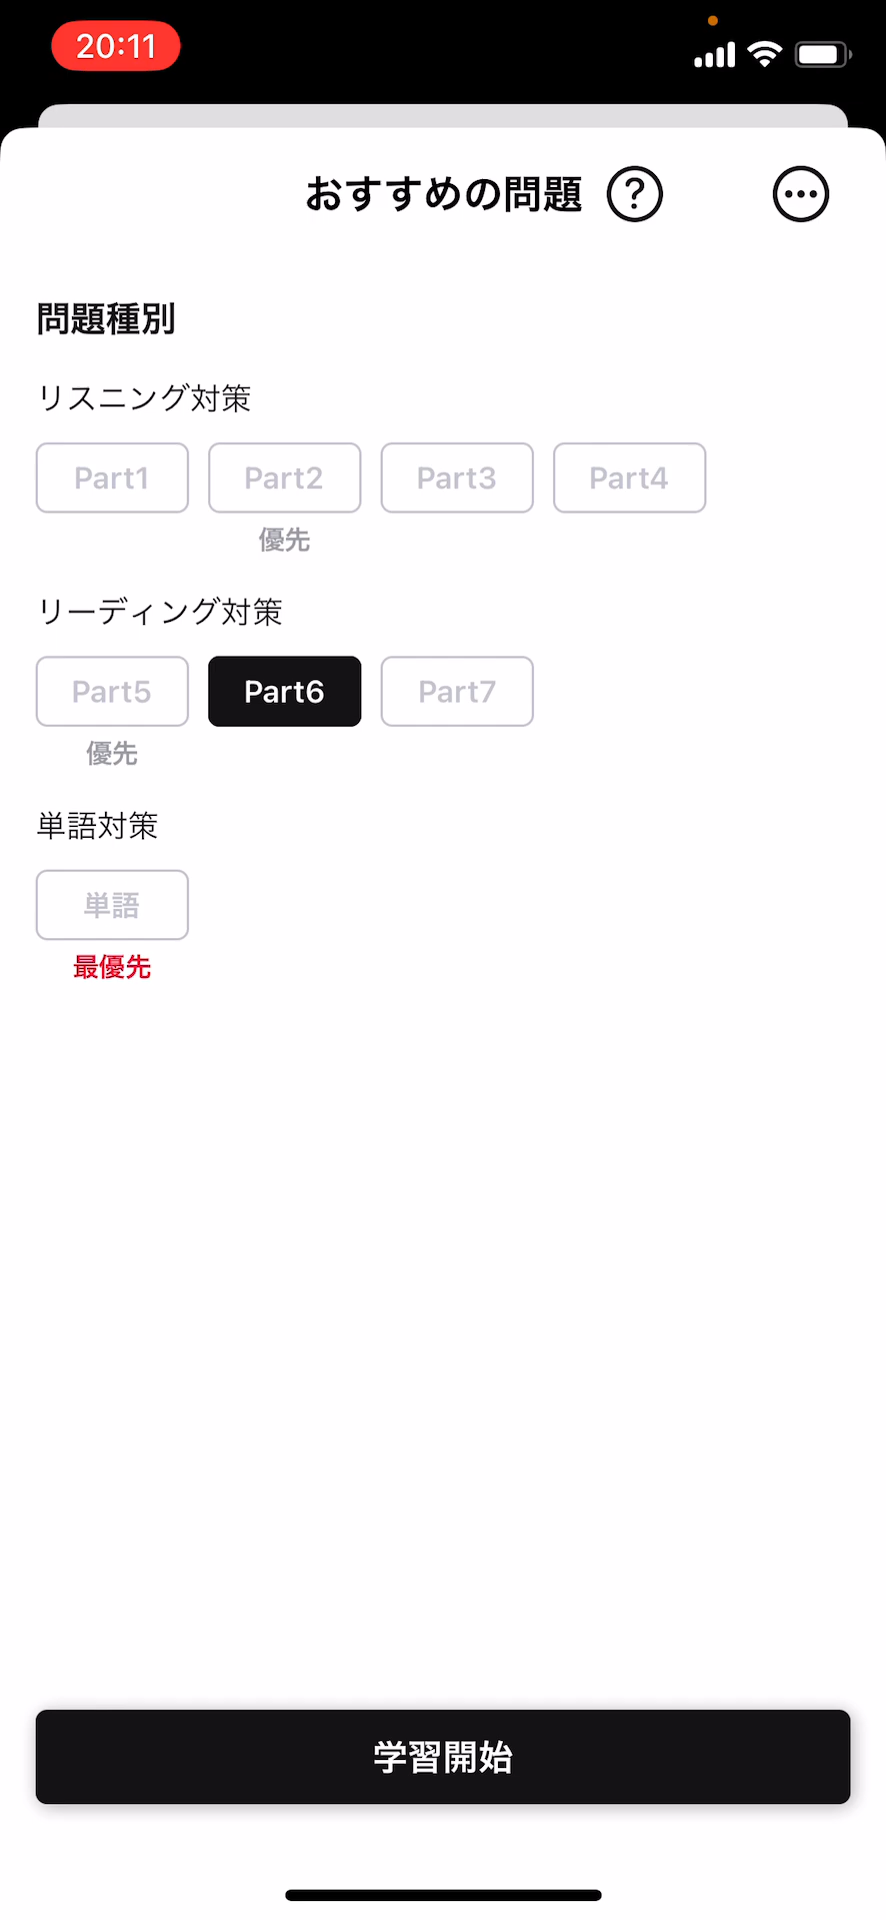 20:11
おすすめの問題 ?
問題種別
リスニング対策
Part1 Part2 Part3 Part4
優先
リーディング対策
Part5 Part6 Part7
優先
単語対策
単語
最優先
学習開始